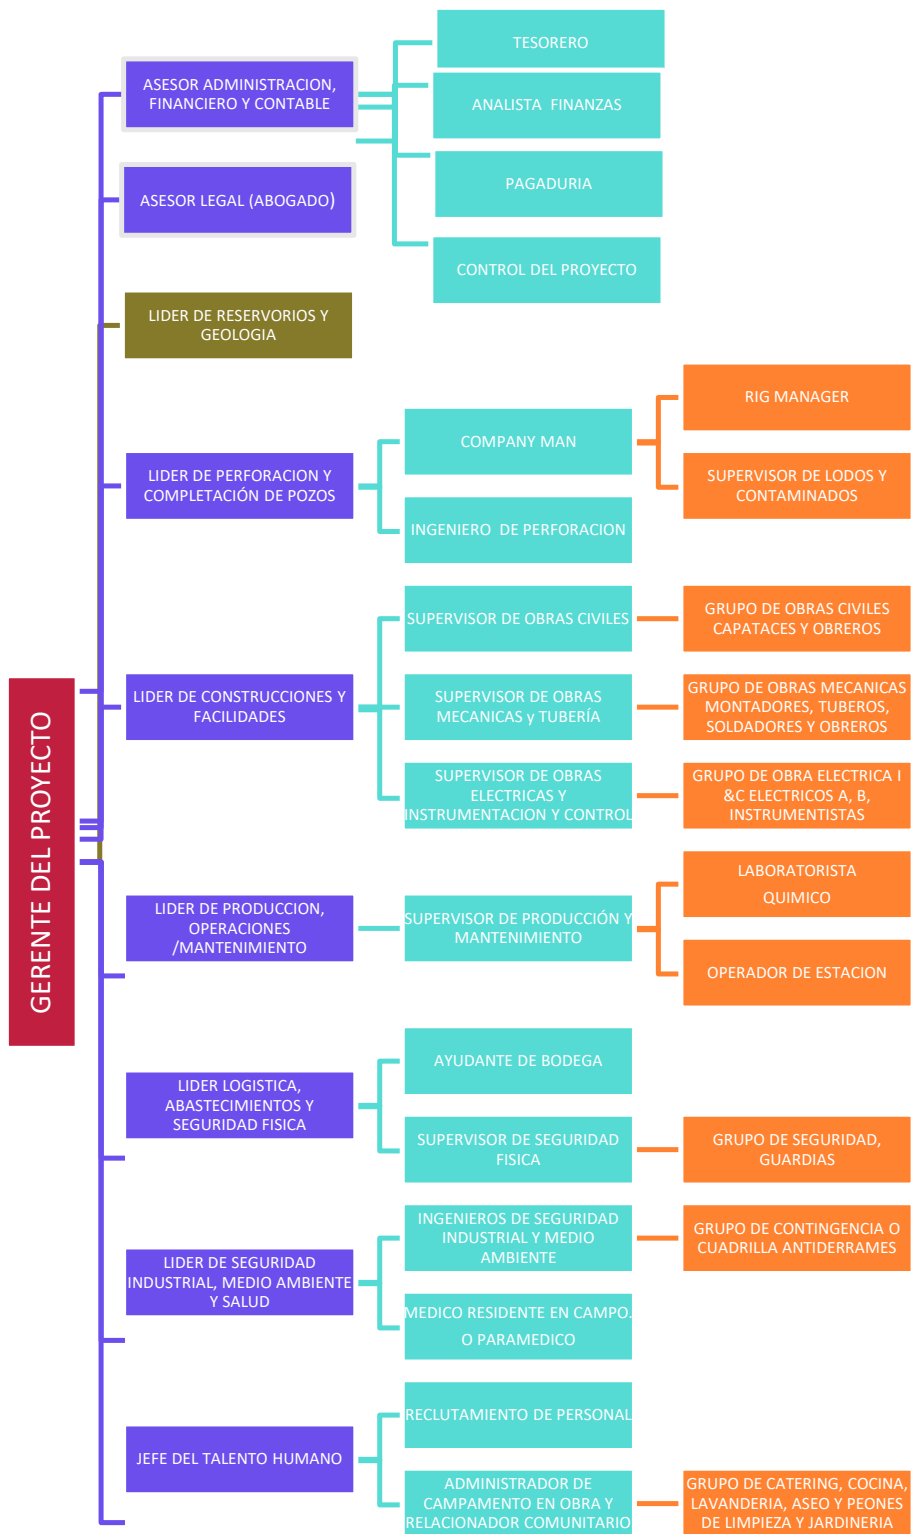 GERENTE DEL PROYECTO
ASESOR ADMINISTRACION,
FINANCIERO Y CONTABLE
TESORERO
ANALISTA FINANZAS
PAGADURIA
CONTROL DEL PROYECTO
ASESOR LEGAL (ABOGADO)
LIDER DE RESERVORIOS Y
GEOLOGIA
LIDER DE PERFORACION Y
COMPLETACIÓN DE POZOS
COMPANY MAN
RIG MANAGER
SUPERVISOR DE LODOS Y
CONTAMINADOS
INGENIERO DE PERFORACION
LIDER DE CONSTRUCCIONES Y
FACILIDADES
SUPERVISOR DE OBRAS CIVILES
GRUPO DE OBRAS CIVILES
CAPATACES Y OBREROS
SUPERVISOR DE OBRAS
MECANICAS y TUBERÍA
GRUPO DE OBRAS MECANICAS
MONTADORES, TUBEROS,
SOLDADORES Y OBREROS
SUPERVISOR DE OBRAS
ELECTRICAS Y
INSTRUMENTACION Y CONTROL
GRUPO DE OBRA ELECTRICA I
&C ELECTRICOS A, B,
INSTRUMENTISTAS
LIDER DE PRODUCCION,
OPERACIONES
/MANTENIMIENTO
SUPERVISOR DE PRODUCCIÓN Y
MANTENIMIENTO
LABORATORISTA
QUIMICO
OPERADOR DE ESTACION
LIDER LOGISTICA,
ABASTECIMIENTOS Y
SEGURIDAD FISICA
AYUDANTE DE BODEGA
SUPERVISOR DE SEGURIDAD
FISICA
GRUPO DE SEGURIDAD,
GUARDIAS
LIDER DE SEGURIDAD
INDUSTRIAL, MEDIO AMBIENTE
Y SALUD
INGENIEROS DE SEGURIDAD
INDUSTRIAL Y MEDIO
AMBIENTE
GRUPO DE CONTINGENCIA O
CUADRILLA ANTIDERRAMES
MEDICO RESIDENTE EN CAMPO.
O PARAMEDICO
JEFE DEL TALENTO HUMANO
RECLUTAMIENTO DE PERSONAL
ADMINISTRADOR DE
CAMPAMENTO EN OBRA Y
RELACIONADOR COMUNITARIO
GRUPO DE CATERING, COCINA,
LAVANDERIA, ASEO Y PEONES
DE LIMPIEZA Y JARDINERIA